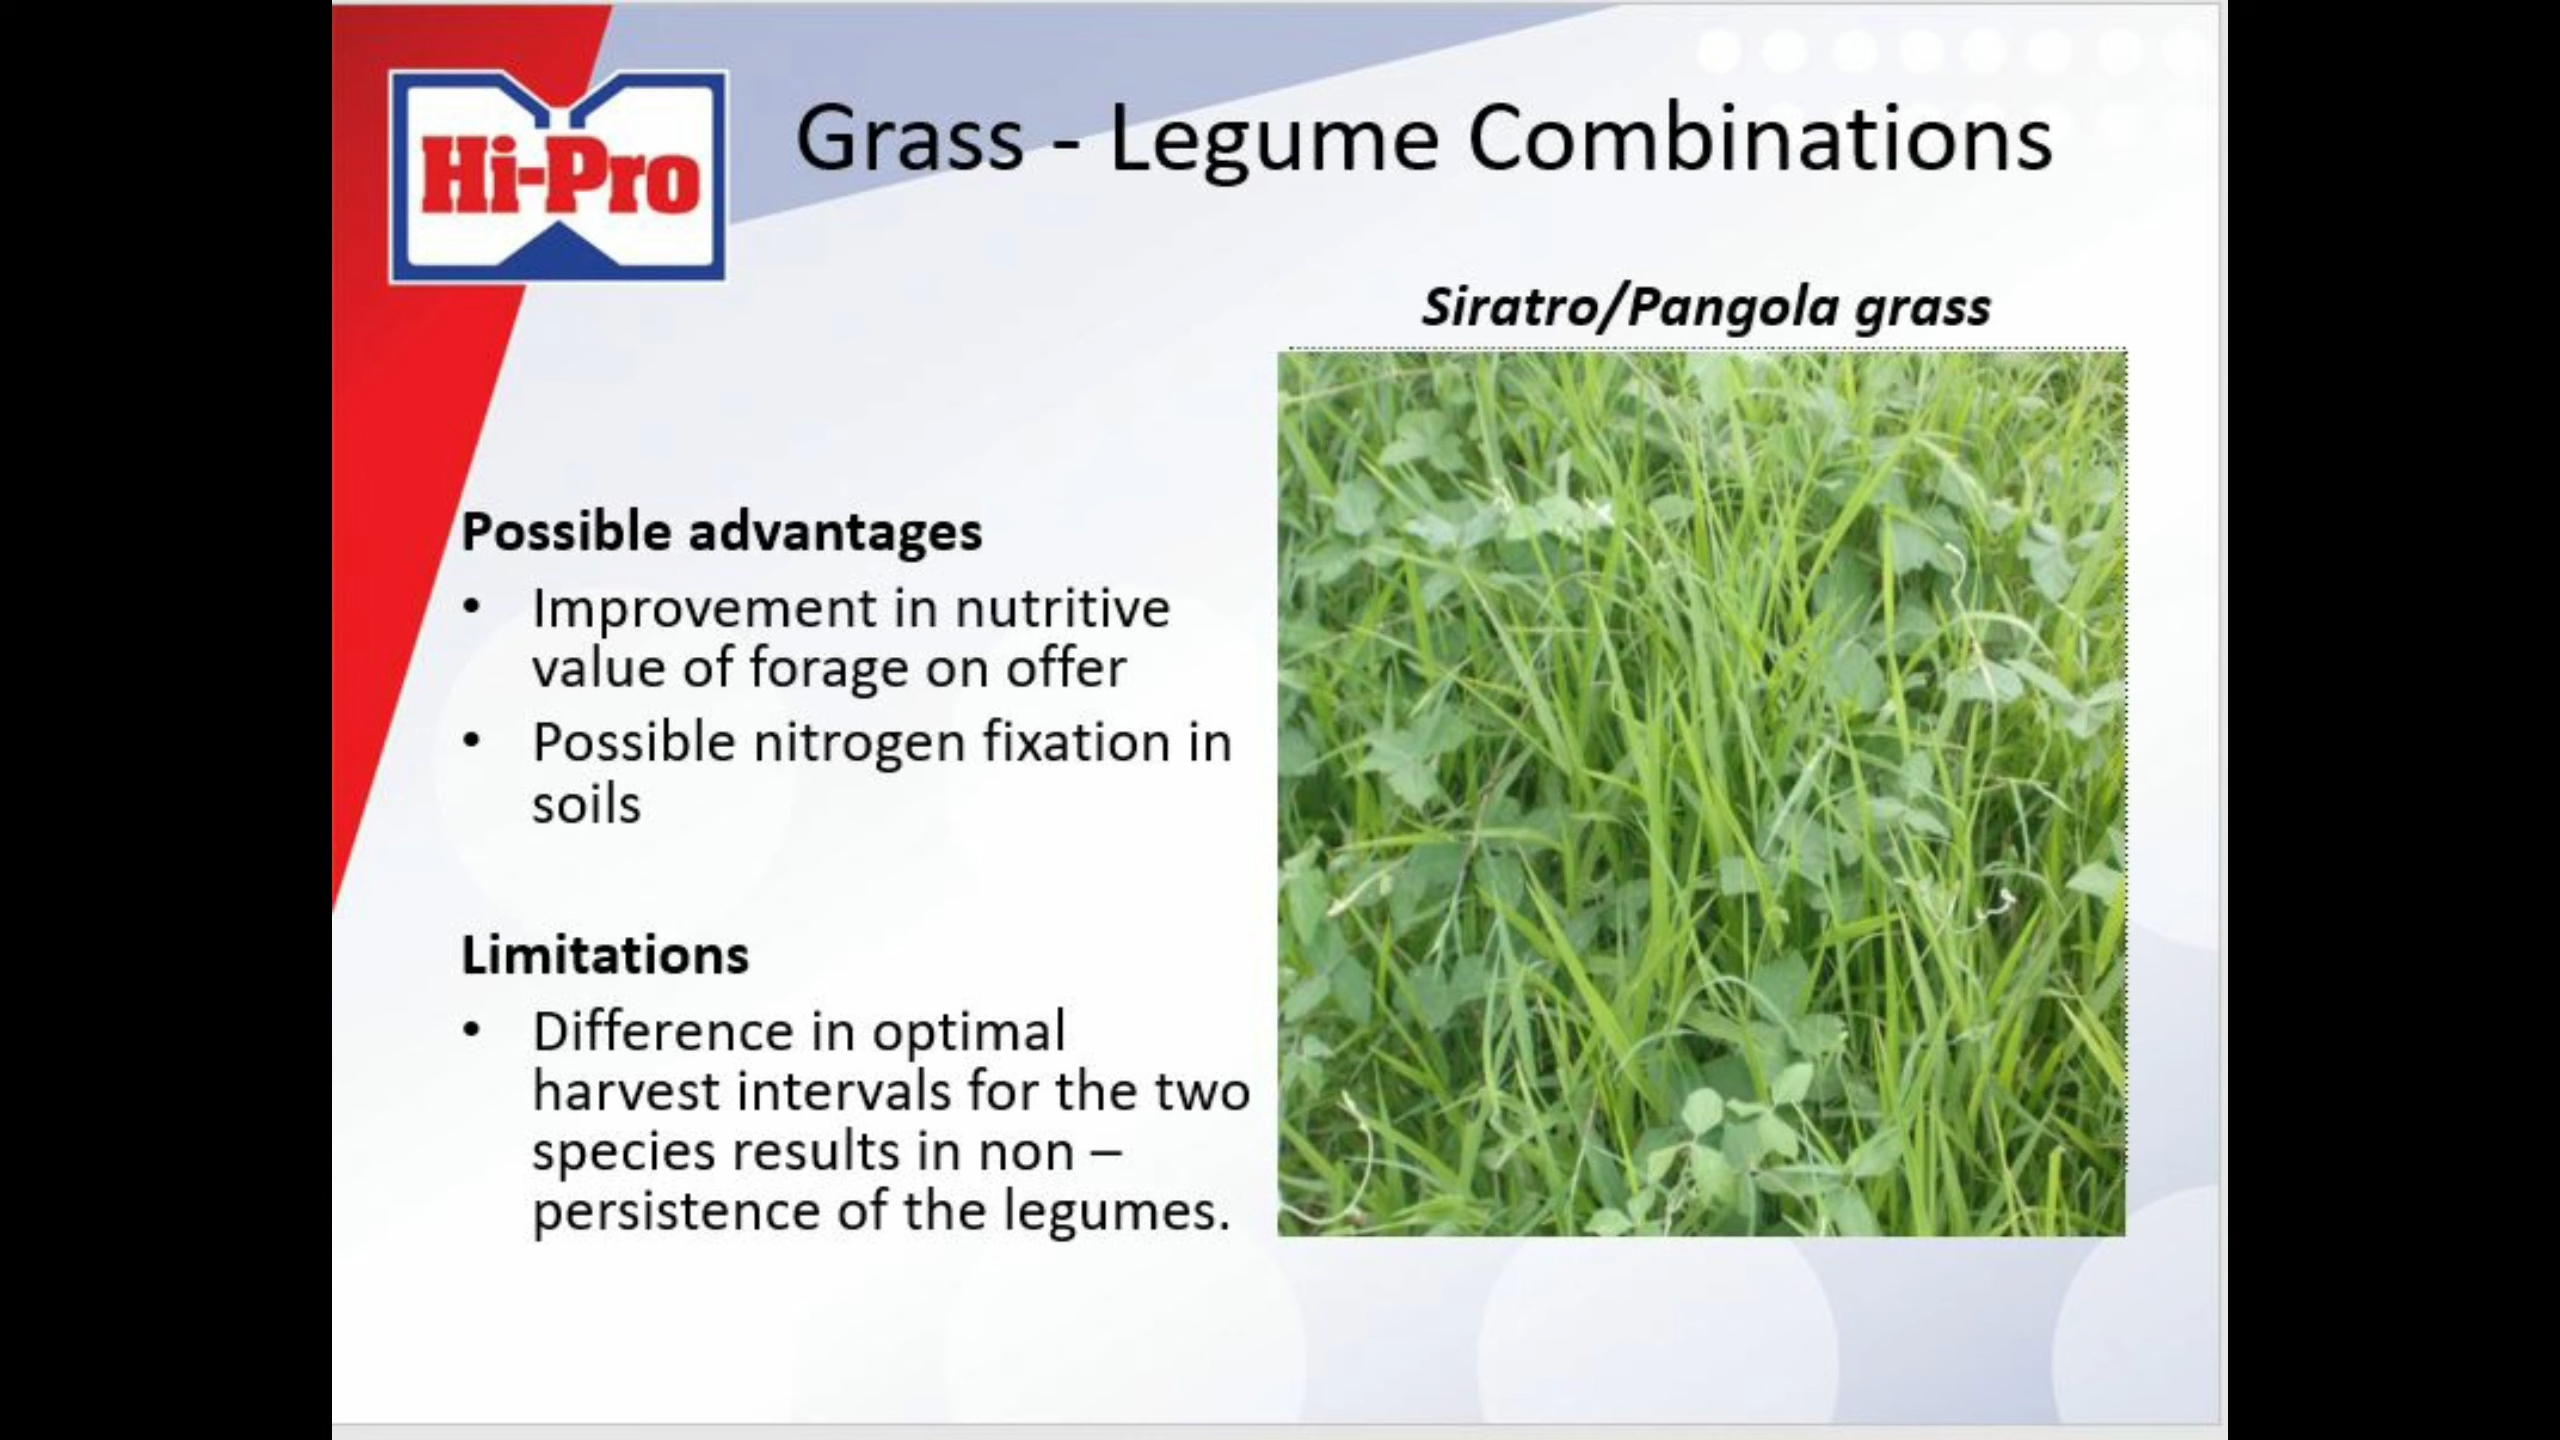 Hi-Pro
Grass - Legume Combinations
Siratro/Pangola grass
Possible advantages
• Improvement in nutritive
value of forage on offer
• Possible nitrogen fixation in
soils
Limitations
• Difference in optimal
harvest intervals for the two
species results in non –
persistence of the legumes.